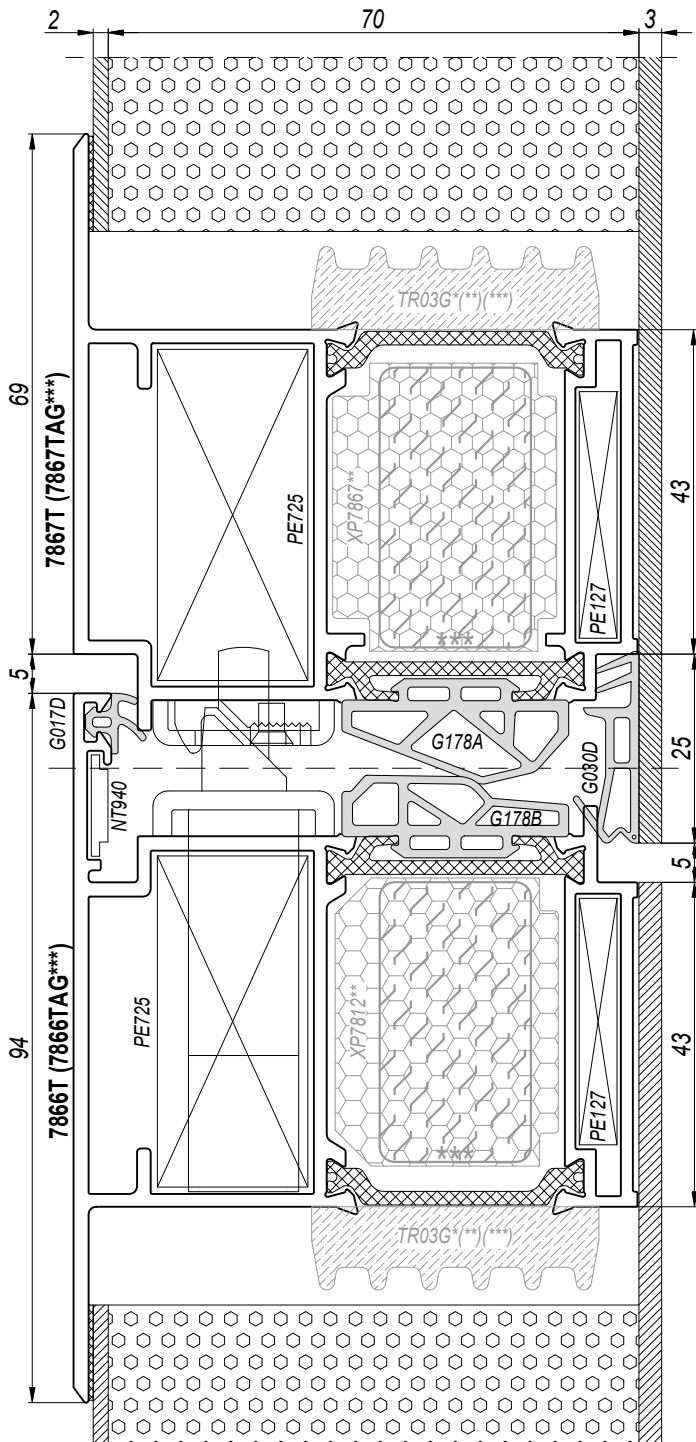 2
70
3
TR03G*(**)(***)
69
7867T (7867TAG***)
PE725
XP7867**
***
PE127
43
5
G017D
G178A
G030D
25
NT940
G178B
5
94
7866T (7866TAG***)
PE725
XP7812**
***
PE127
43
TR03G*(**)(***)